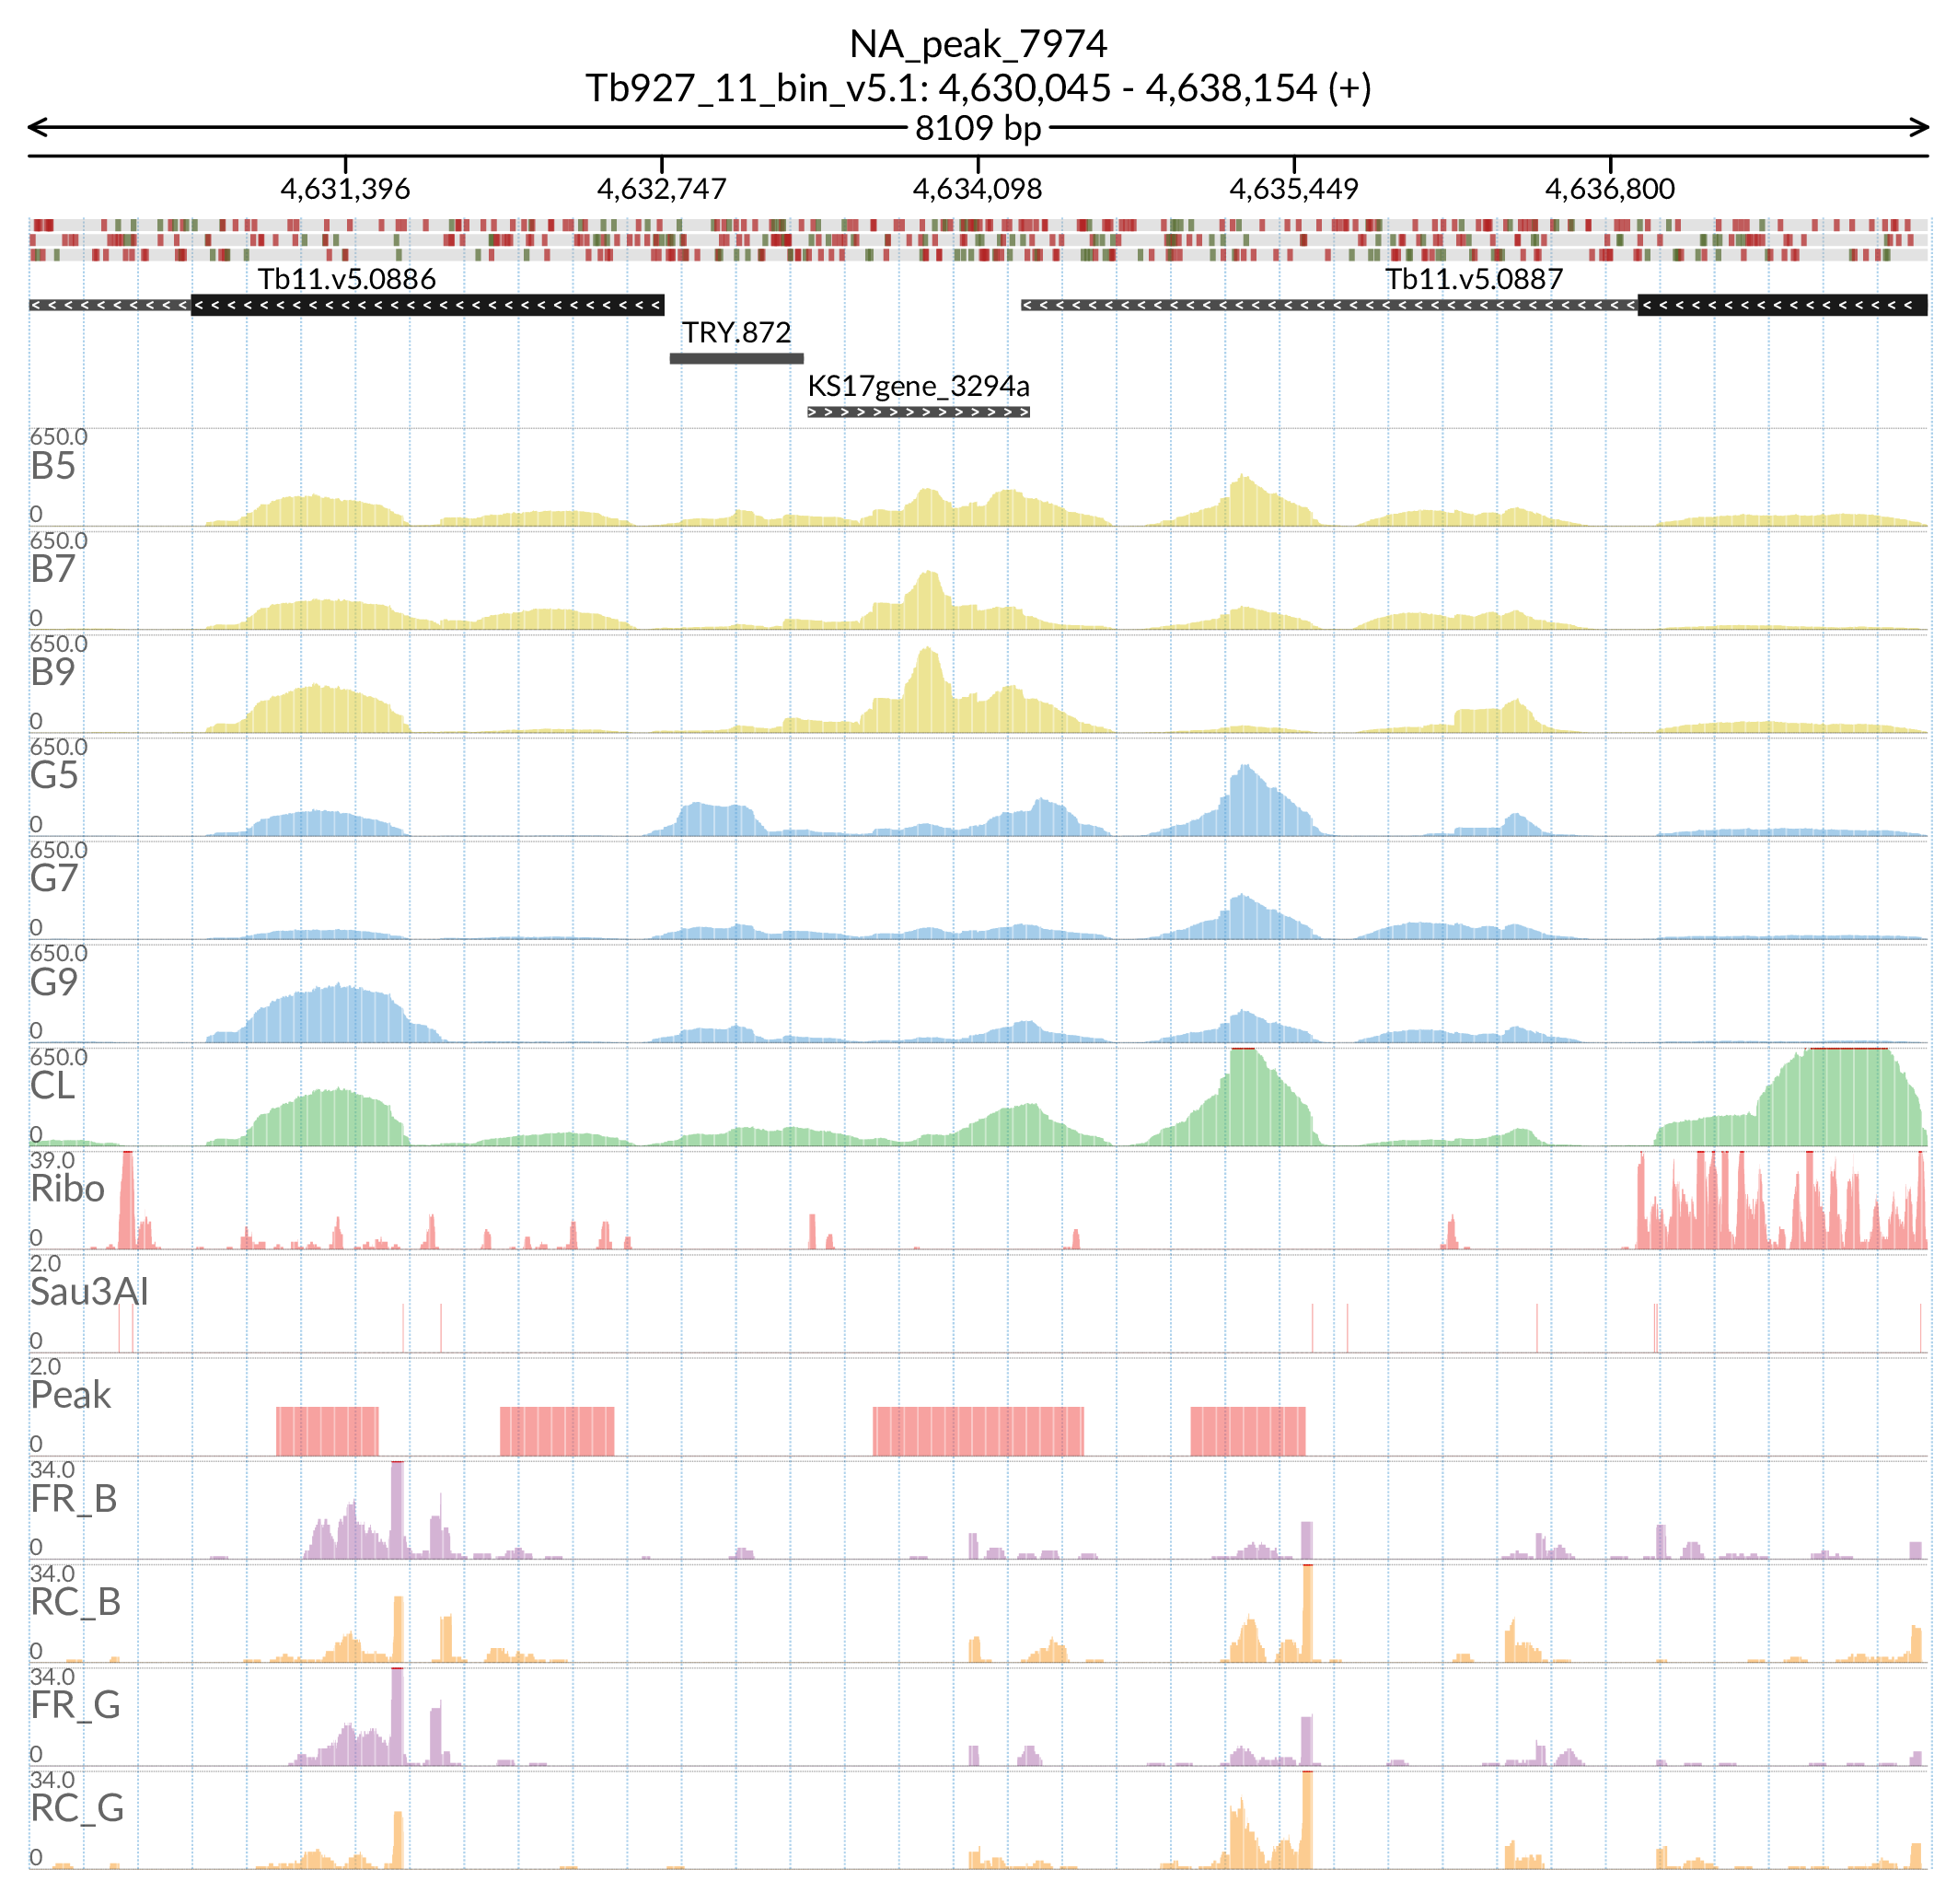 NA_peak_7974
Tb927_11_bin_v5.1: 4,630,045 - 4,638,154 (+)
8109 bp
4,631,396 4,632,747 4,634,098 4,635,449 4,636,800
Tb11.v5.0886 Tb11.v5.0887
TRY.872
KS17gene_3294a
650.0
B5
0
650.0
B7
0
650.0
B9
0
650.0
G5
0
650.0
G7
0
650.0
G9
0
650.0
CL
0
39.0
Ribo
0
2.0
Sau3AI
0
2.0
Peak
0
34.0
FR_B
0
34.0
RC_B
0
34.0
FR_G
0
34.0
RC_G
0